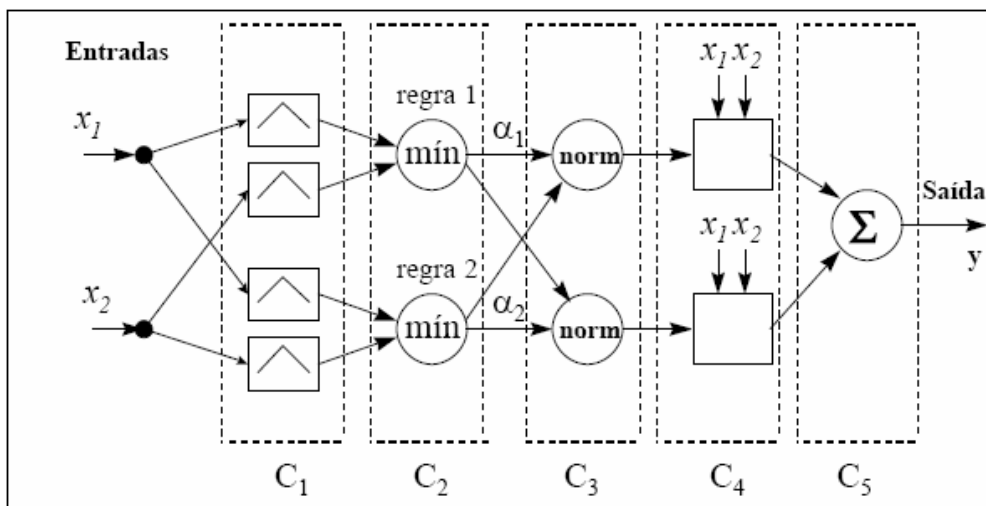 Entradas
x1
x2
regra 1
mín
regra 2
mín
α1
α2
norm
norm
x1 x2
x1 x2
Σ
Saída
y
C1
C2
C3
C4
C5